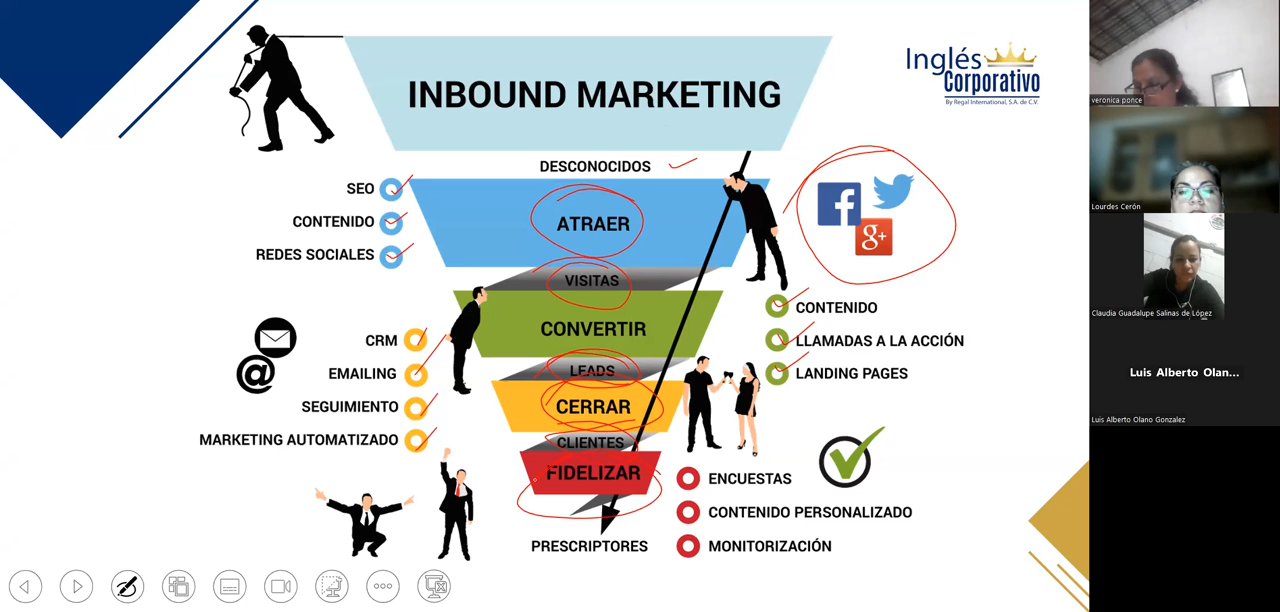 INBOUND MARKETING
Inglés
Corporativo
By Regal International, S.A. de C.V.
DESCONOCIDOS
SEO
CONTENIDO
REDES SOCIALES
ATRAER
f
g+
VISITAS
CONVERTIR
CONTENIDO
LLAMADAS A LA ACCIÓN
LANDING PAGES
@
CRM
EMAILING
SEGUIMIENTO
MARKETING AUTOMATIZADO
LEADS
CERRAR
CLIENTES
FIDELIZAR
ENCUESTAS
CONTENIDO PERSONALIZADO
MONITORIZACIÓN
PRESCRIPTORES
veronica ponce
Lourdes Cerón
Claudia Guadalupe Salinas de López
Luis Alberto Olan...
Luis Alberto Olano Gonzalez